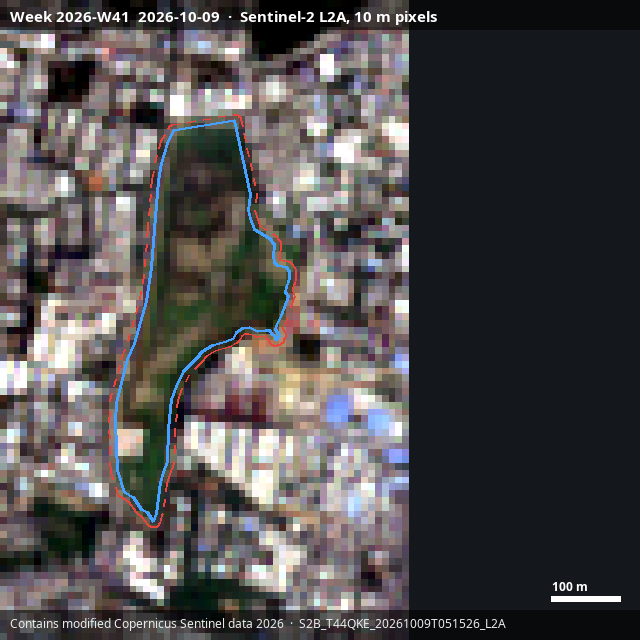 Week 2026-W41  2026-10-09  ·  Sentinel-2 L2A, 10 m pixels
100 m
Contains modified Copernicus Sentinel data 2026  ·  S2B_T44QKE_20261009T051526_L2A